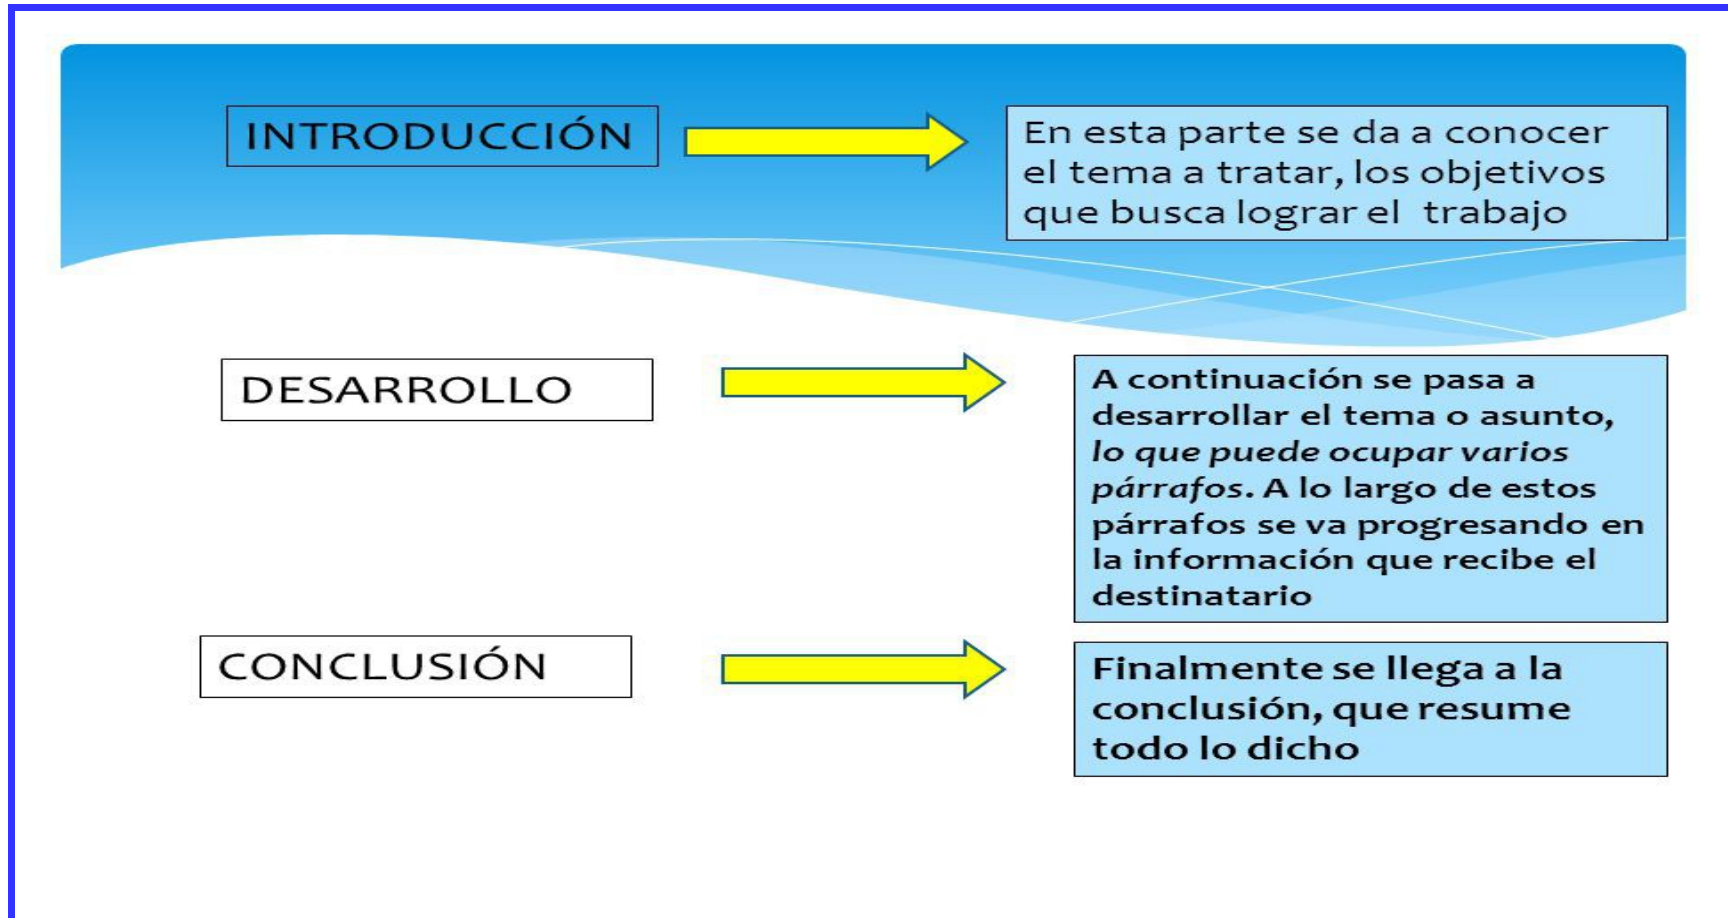 INTRODUCCIÓN
En esta parte se da a conocer
el tema a tratar, los objetivos
que busca lograr el trabajo
DESARROLLO
A continuación se pasa a
desarrollar el tema o asunto,
lo que puede ocupar varios
párrafos. A lo largo de estos
párrafos se va progresando en
la información que recibe el
destinatario
CONCLUSIÓN
Finalmente se llega a la
conclusión, que resume
todo lo dicho